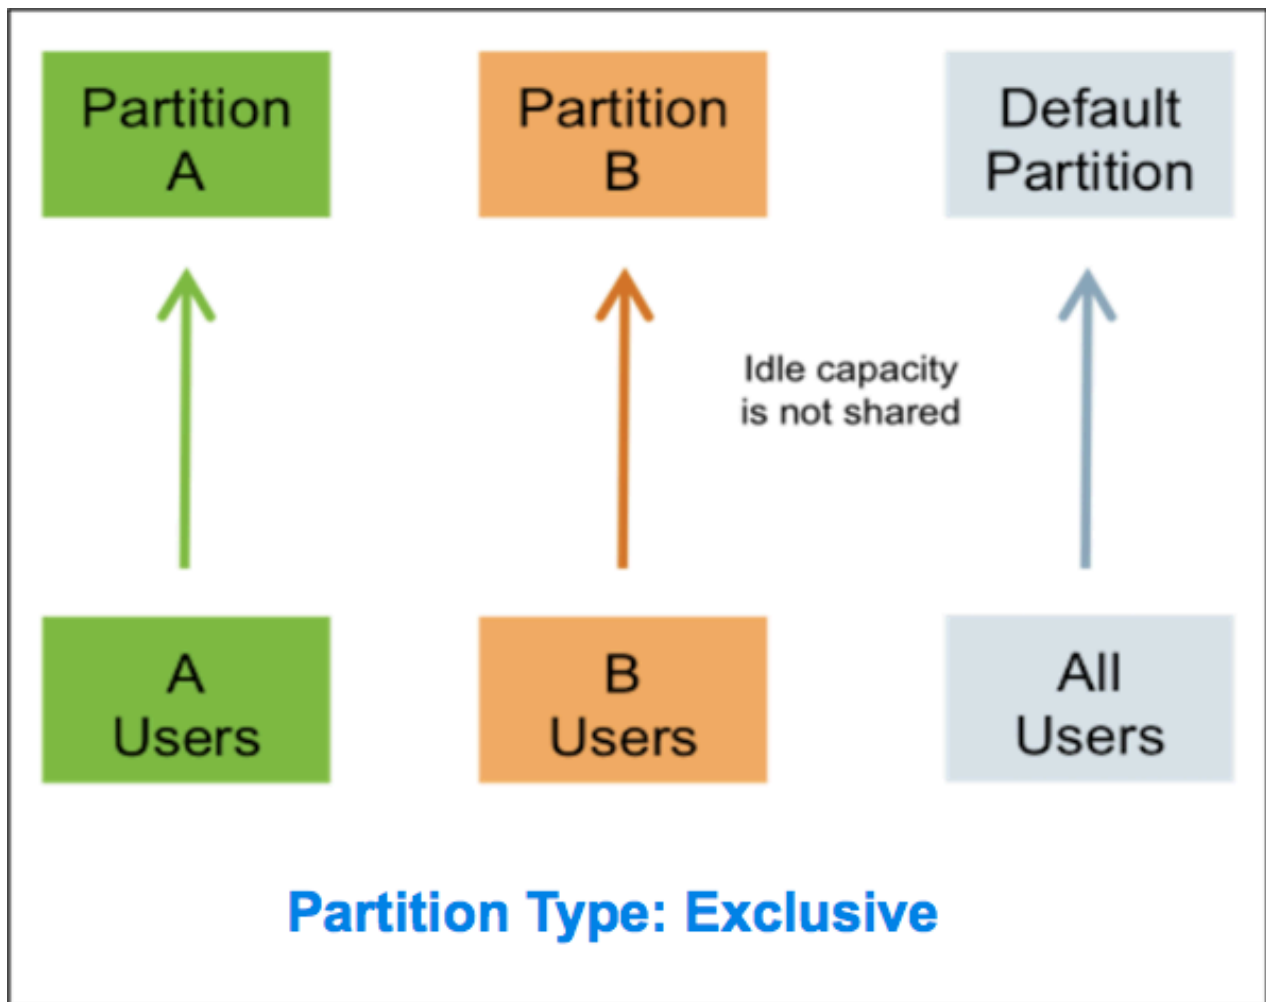 Partition
A
Partition
B
Default
Partition
Idle capacity
is not shared
A
Users
B
Users
All
Users
Partition Type: Exclusive